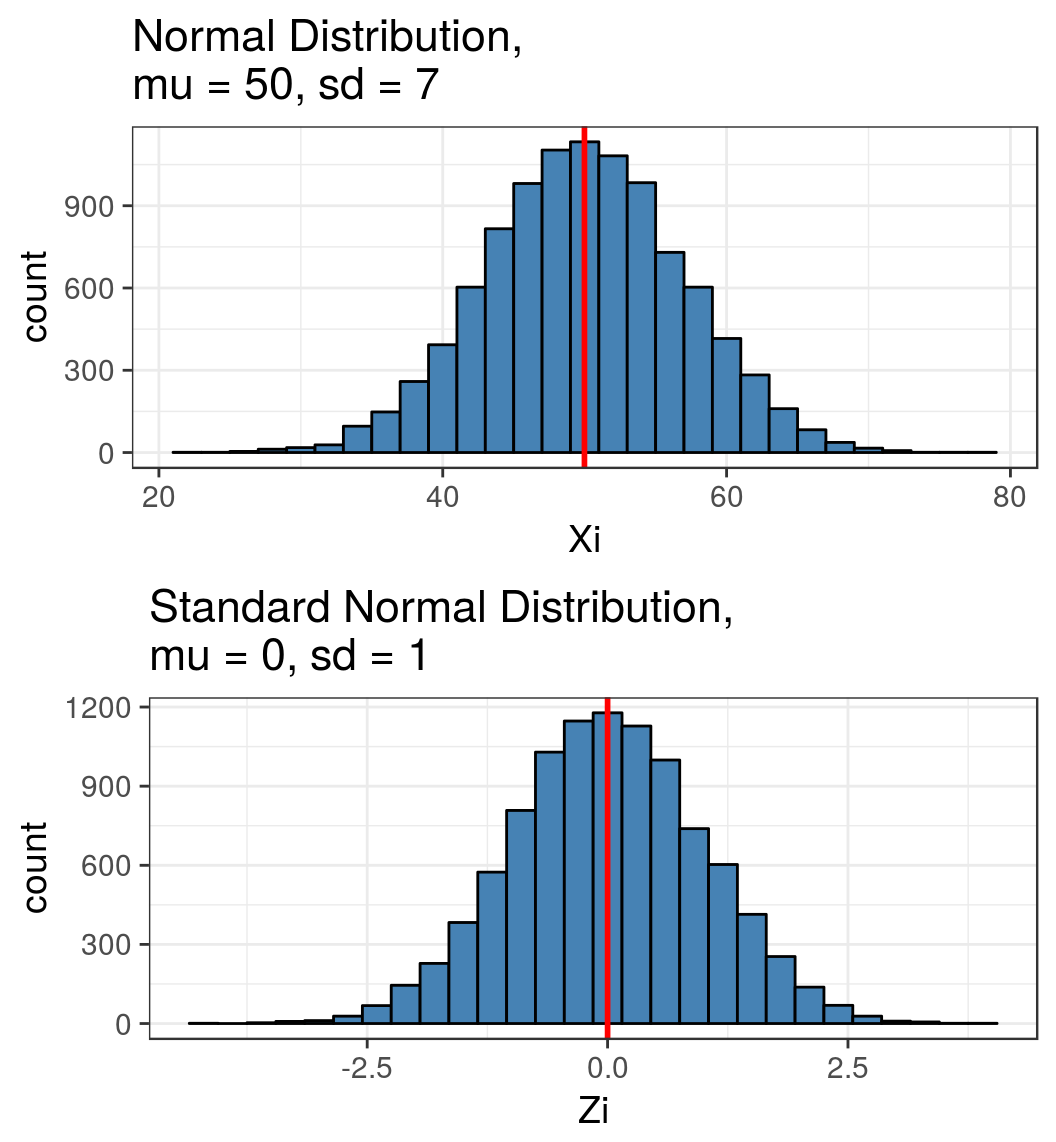 Normal Distribution,
mu = 50, sd = 7
900
600
300
0
count
20 40 60 80
Xi
Standard Normal Distribution,
mu = 0, sd = 1
1200
900
600
300
0
count
-2.5 0.0 2.5
Zi